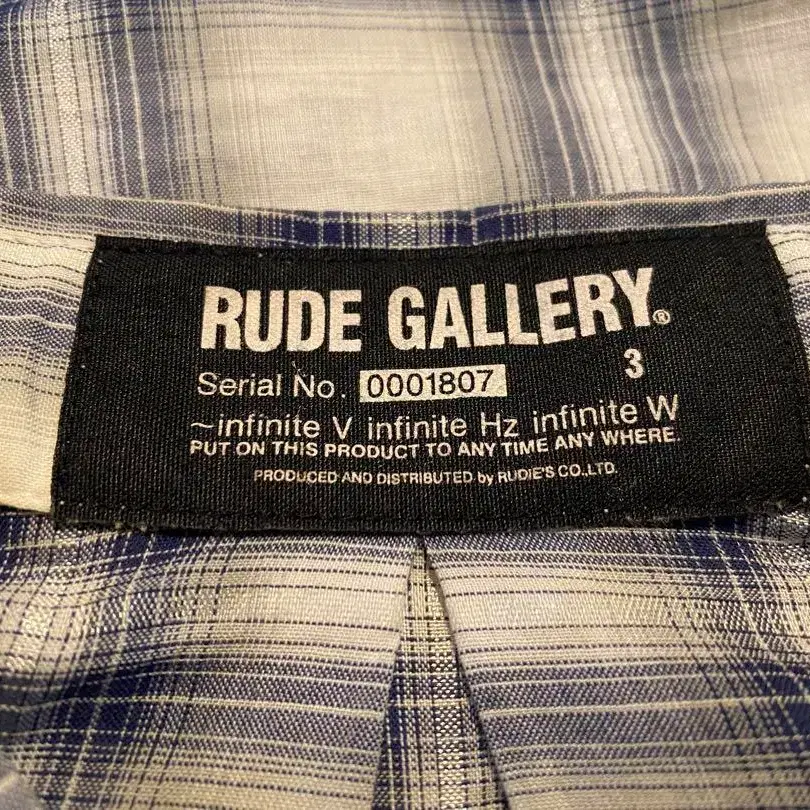 RUDE GALLERY®
3
Serial No. 0001807
~infinite V infinite Hz infinite W
PUT ON THIS PRODUCT TO ANY TIME ANY WHERE.
PRODUCED AND DISTRIBUTED by RUDIE'S CO.,LTD.